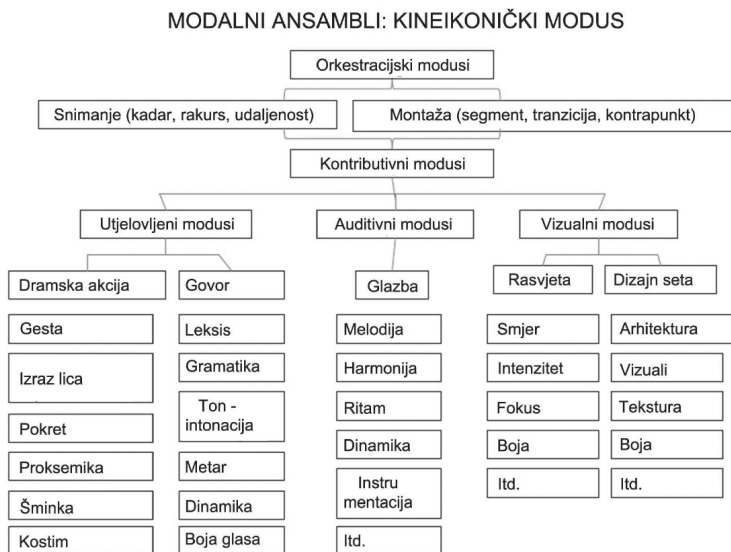 MODALNI ANSAMBLI: KINEIKONIČKI MODUS
Orkestracijski modusi
Snimanje (kadar, rakurs, udaljenost)
Montaža (segment, tranzicija, kontrapunkt)
Kontributivni modusi
Utjelovljeni modusi
Auditivni modusi
Vizualni modusi
Dramska akcija
Govor
Glazba
Rasvjeta
Dizajn seta
Gesta
Izraz lica
Pokret
Proksemika
Šminka
Kostim
Leksis
Gramatika
Ton -
intonacija
Metar
Dinamika
Boja glasa
Melodija
Harmonija
Ritam
Dinamika
Instru
mentacija
Itd.
Smjer
Intenzitet
Fokus
Boja
Itd.
Arhitektura
Vizuali
Tekstura
Boja
Itd.